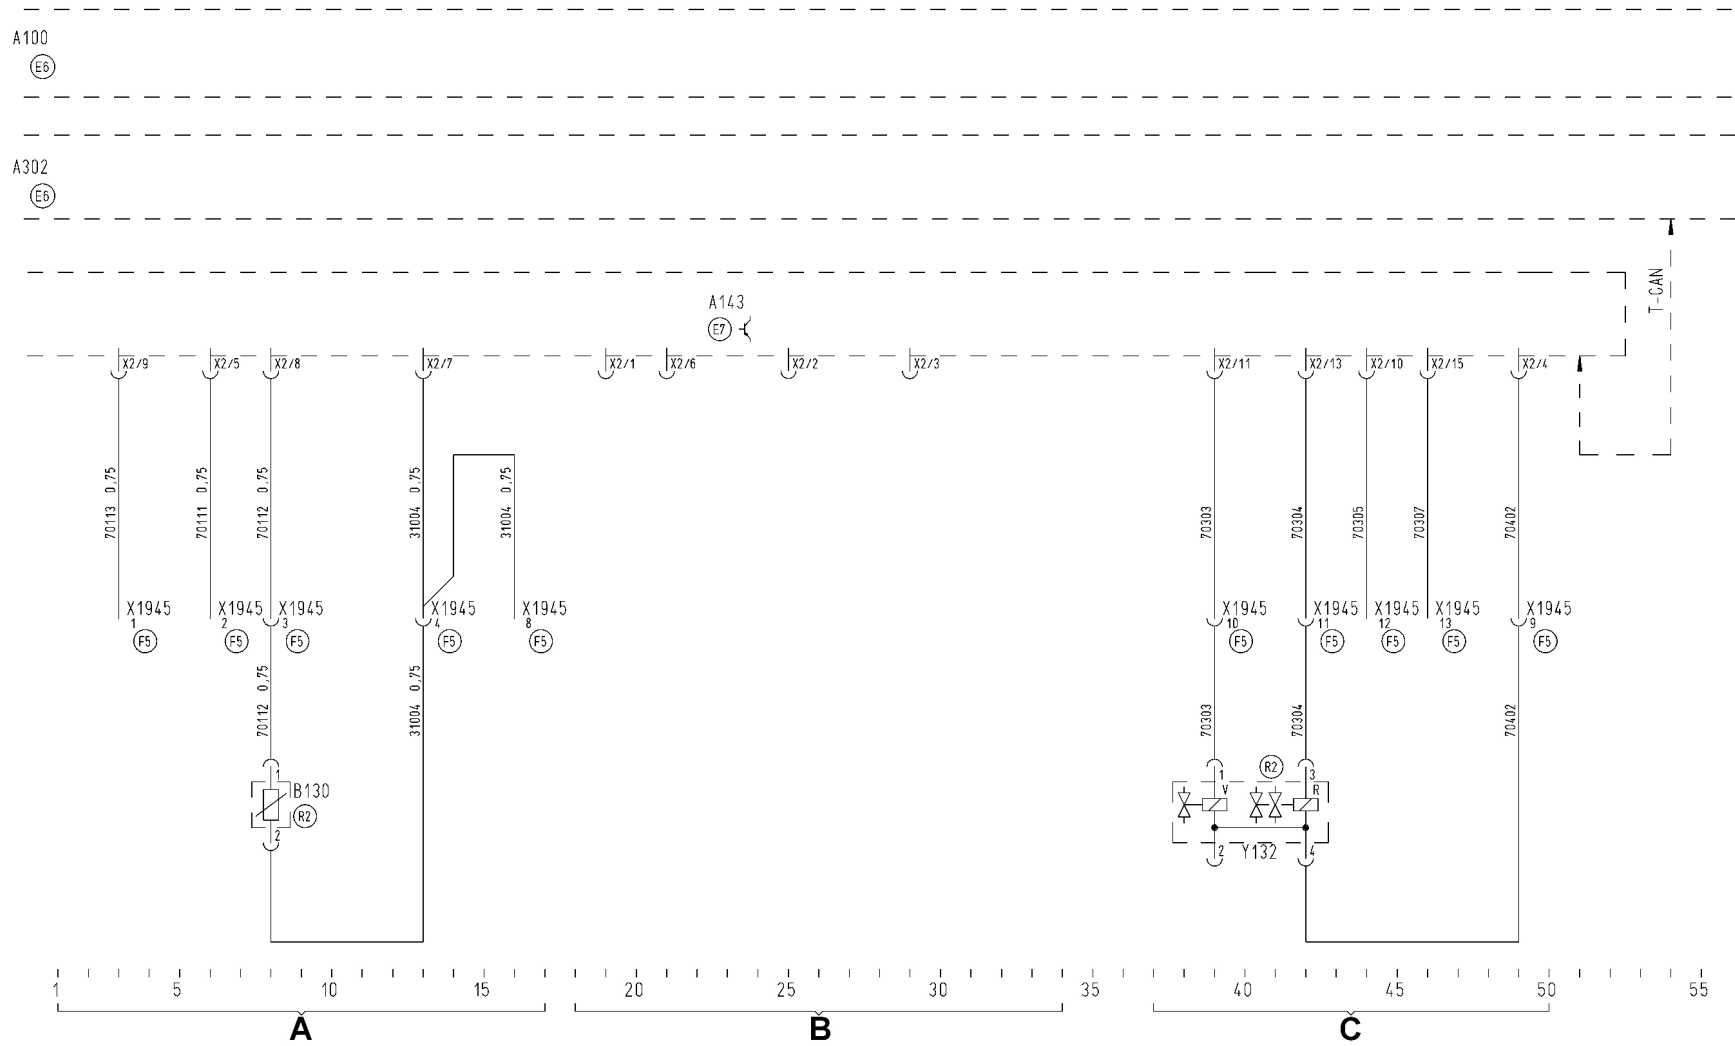 A100
E6
A302
E6
T-CAN
A143
E7
X2/9 X2/5 X2/8 X2/7 X2/1 X2/6 X2/2 X2/3 X2/11 X2/13 X2/10 X2/15 X2/4
70113 0,75
70111 0,75
70112 0,75
31004 0,75
31004 0,75
70303
70304
70305
70307
70402
X1945 X1945 X1945 X1945 X1945 X1945 X1945 X1945 X1945 X1945
1 2 3 4 8 10 11 12 13 9
F5 F5 F5 F5 F5 F5 F5 F5 F5 F5
70112 0,75
31004 0,75
70303
70304
70402
R2
1 1 3
B130 V R
R2
2
Y132
2 4
1 5 10 15 20 25 30 35 40 45 50 55
A B C